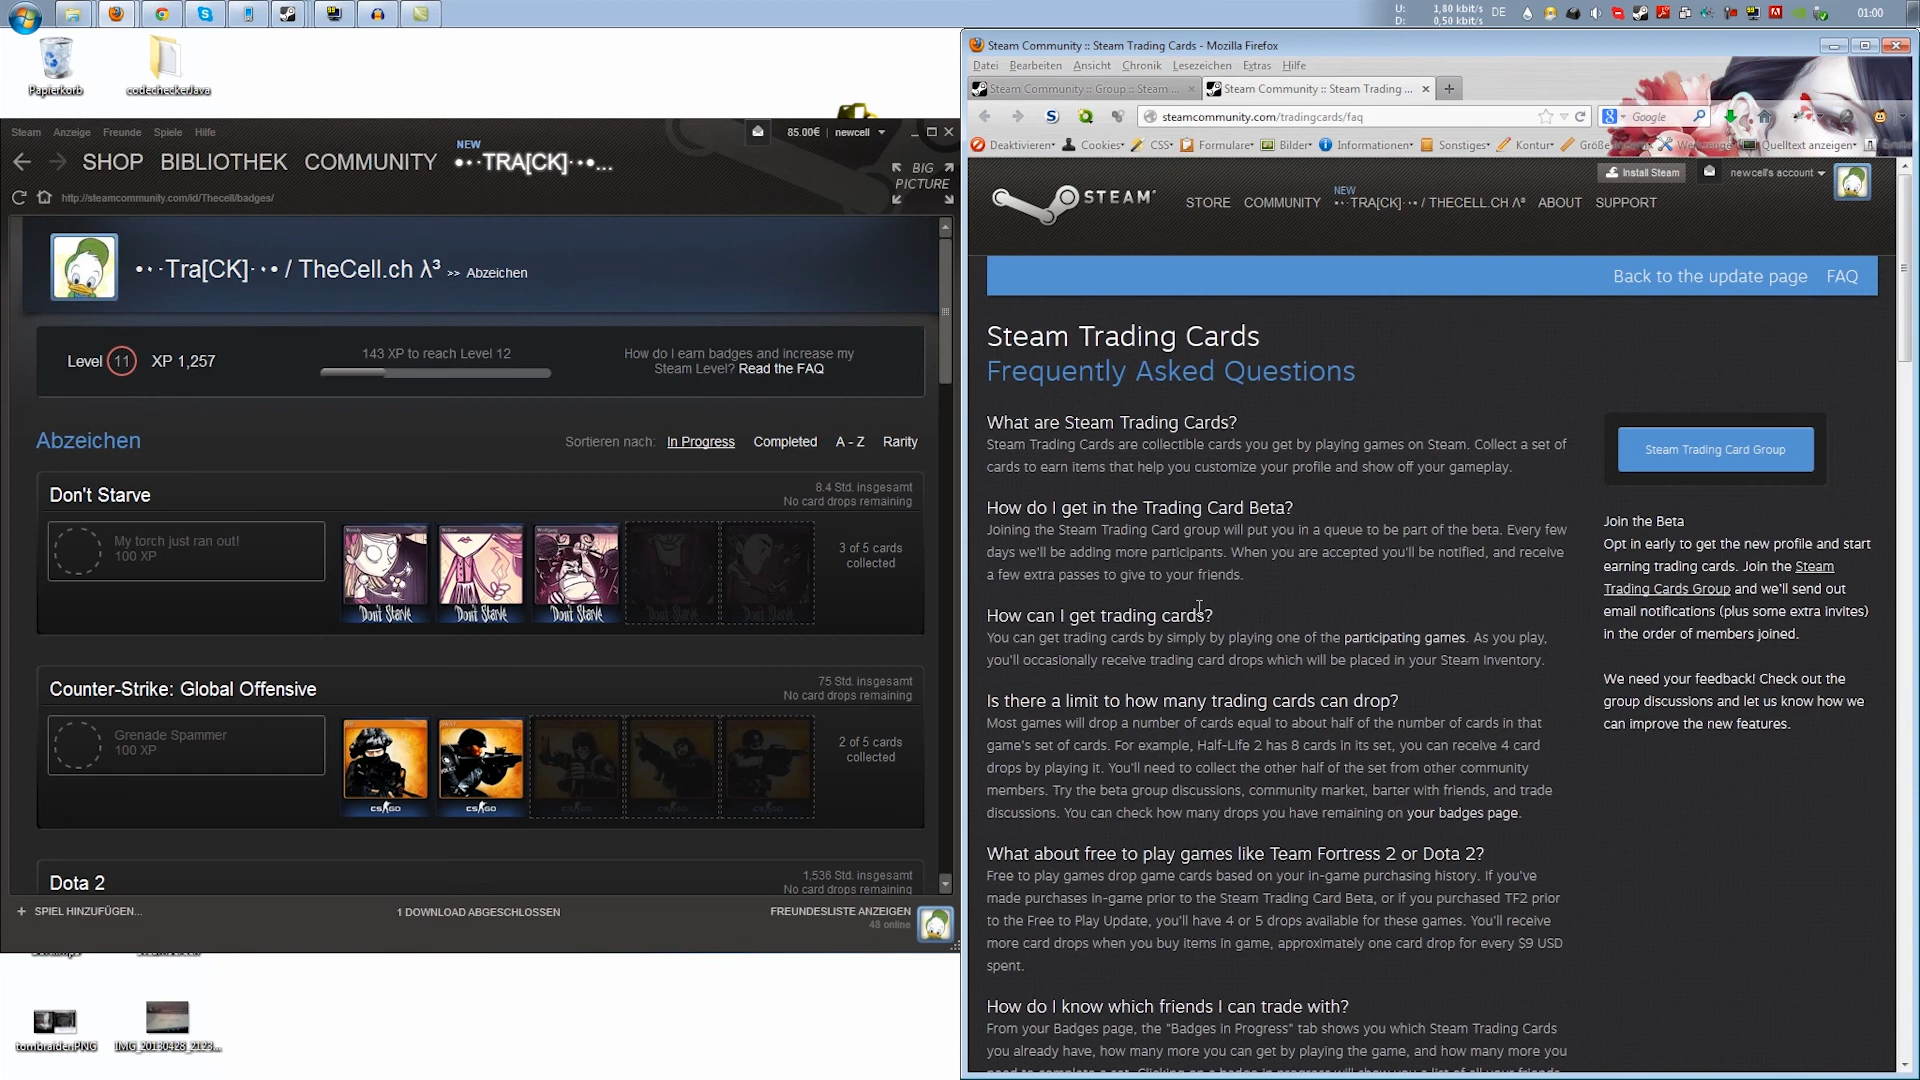 U: 1,80 kbit/s
D: 0,50 kbit/s
DE
01:00
Papierkorb
codecheckerJava
Steam Anzeige Freunde Spiele Hilfe
85.00€ newcell
SHOP BIBLIOTHEK COMMUNITY
NEW
•··TRA[CK]··•...
BIG PICTURE
http://steamcommunity.com/id/Thecell/badges/
•··Tra[CK]··• / TheCell.ch λ³ >> Abzeichen
Level 11 XP 1,257
143 XP to reach Level 12
How do I earn badges and increase my
Steam Level? Read the FAQ
Abzeichen
Sortieren nach: In Progress Completed A - Z Rarity
Don't Starve
8.4 Std. insgesamt
No card drops remaining
My torch just ran out!
100 XP
Wendy
Willow
Wolfgang
Don't Starve
Don't Starve
Don't Starve
3 of 5 cards
collected
Counter-Strike: Global Offensive
75 Std. insgesamt
No card drops remaining
Grenade Spammer
100 XP
CS GO
CS GO
2 of 5 cards
collected
Dota 2
1,536 Std. insgesamt
No card drops remaining
+ SPIEL HINZUFÜGEN...
1 DOWNLOAD ABGESCHLOSSEN
FREUNDESLISTE ANZEIGEN
48 online
tombraider.PNG
IMG_20130428_2123...
Steam Community :: Steam Trading Cards - Mozilla Firefox
Datei Bearbeiten Ansicht Chronik Lesezeichen Extras Hilfe
Steam Community :: Group :: Steam ...
Steam Community :: Steam Trading ...
steamcommunity.com/tradingcards/faq
Google
Deaktivieren Cookies CSS Formulare Bilder Informationen Sonstiges Kontur Größe Werkzeuge Quelltext anzeigen
Install Steam
newcell's account
STEAM
STORE COMMUNITY
NEW
•··TRA[CK]··• / THECELL.CH Λ³
ABOUT SUPPORT
Back to the update page FAQ
Steam Trading Cards
Frequently Asked Questions
What are Steam Trading Cards?
Steam Trading Cards are collectible cards you get by playing games on Steam. Collect a set of
cards to earn items that help you customize your profile and show off your gameplay.
How do I get in the Trading Card Beta?
Joining the Steam Trading Card group will put you in a queue to be part of the beta. Every few
days we'll be adding more participants. When you are accepted you'll be notified, and receive
a few extra passes to give to your friends.
How can I get trading cards?
You can get trading cards by simply by playing one of the participating games. As you play,
you'll occasionally receive trading card drops which will be placed in your Steam Inventory.
Is there a limit to how many trading cards can drop?
Most games will drop a number of cards equal to about half of the number of cards in that
game's set of cards. For example, Half-Life 2 has 8 cards in its set, you can receive 4 card
drops by playing it. You'll need to collect the other half of the set from other community
members. Try the beta group discussions, community market, barter with friends, and trade
discussions. You can check how many drops you have remaining on your badges page.
What about free to play games like Team Fortress 2 or Dota 2?
Free to play games drop game cards based on your in-game purchasing history. If you've
made purchases in-game prior to the Steam Trading Card Beta, or if you purchased TF2 prior
to the Free to Play Update, you'll have 4 or 5 drops available for these games. You'll receive
more card drops when you buy items in game, approximately one card drop for every $9 USD
spent.
How do I know which friends I can trade with?
From your Badges page, the "Badges in Progress" tab shows you which Steam Trading Cards
you already have, how many more you can get by playing the game, and how many more you
Steam Trading Card Group
Join the Beta
Opt in early to get the new profile and start
earning trading cards. Join the Steam
Trading Cards Group and we'll send out
email notifications (plus some extra invites)
in the order of members joined.
We need your feedback! Check out the
group discussions and let us know how we
can improve the new features.